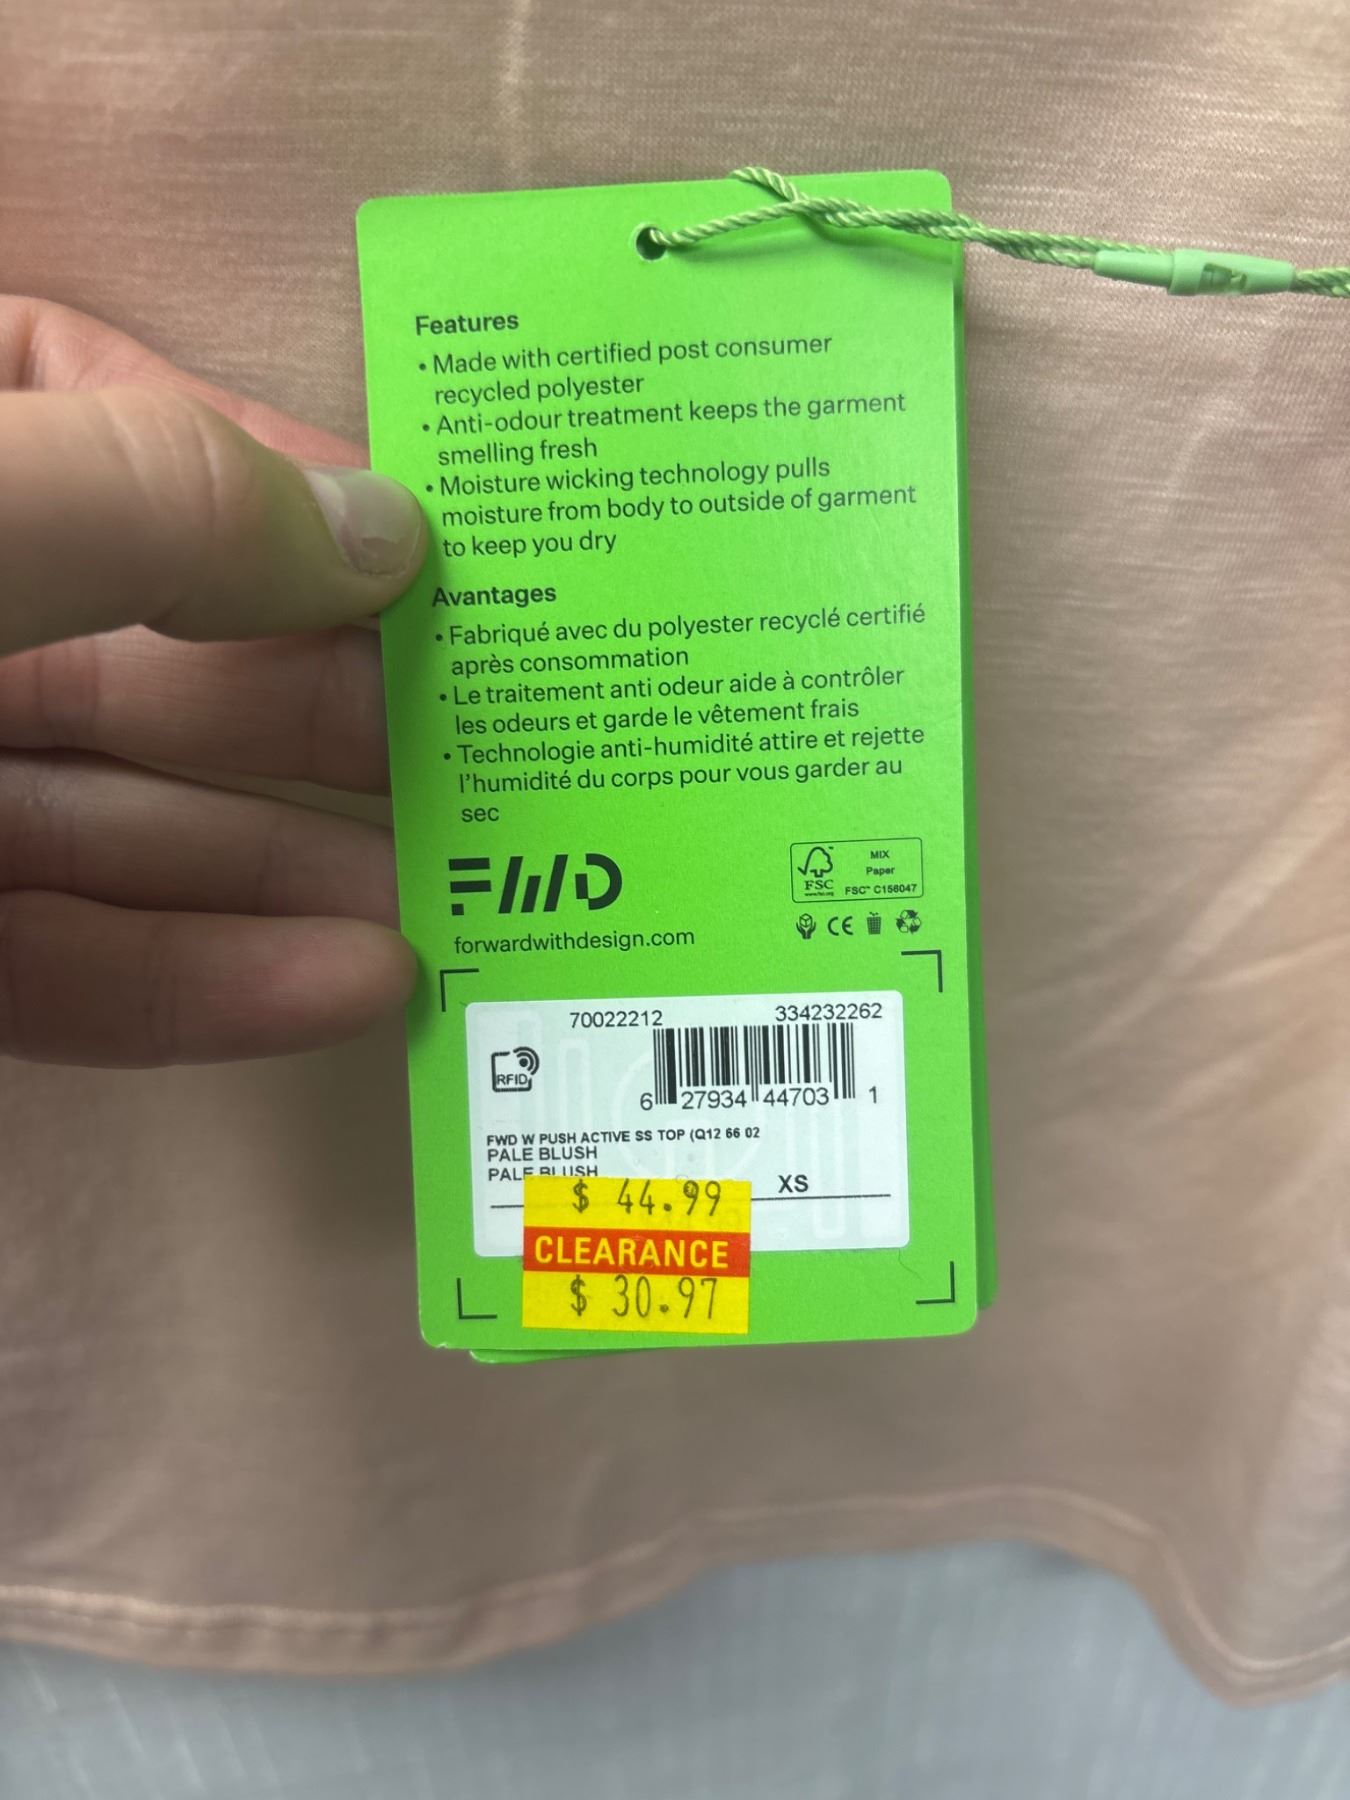 Features
• Made with certified post consumer
recycled polyester
• Anti-odour treatment keeps the garment
smelling fresh
• Moisture wicking technology pulls
moisture from body to outside of garment
to keep you dry
Avantages
• Fabriqué avec du polyester recyclé certifié
après consommation
• Le traitement anti odeur aide à contrôler
les odeurs et garde le vêtement frais
• Technologie anti-humidité attire et rejette
l'humidité du corps pour vous garder au
sec
FWD
forwardwithdesign.com
FSC
www.fsc.org
MIX
Paper
FSC™ C156047
CE
70022212 334232262
RFID
6 27934 44703 1
FWD W PUSH ACTIVE SS TOP (Q12 66 02
PALE BLUSH
PALE BLUSH
XS
$ 44.99
CLEARANCE
$ 30.97